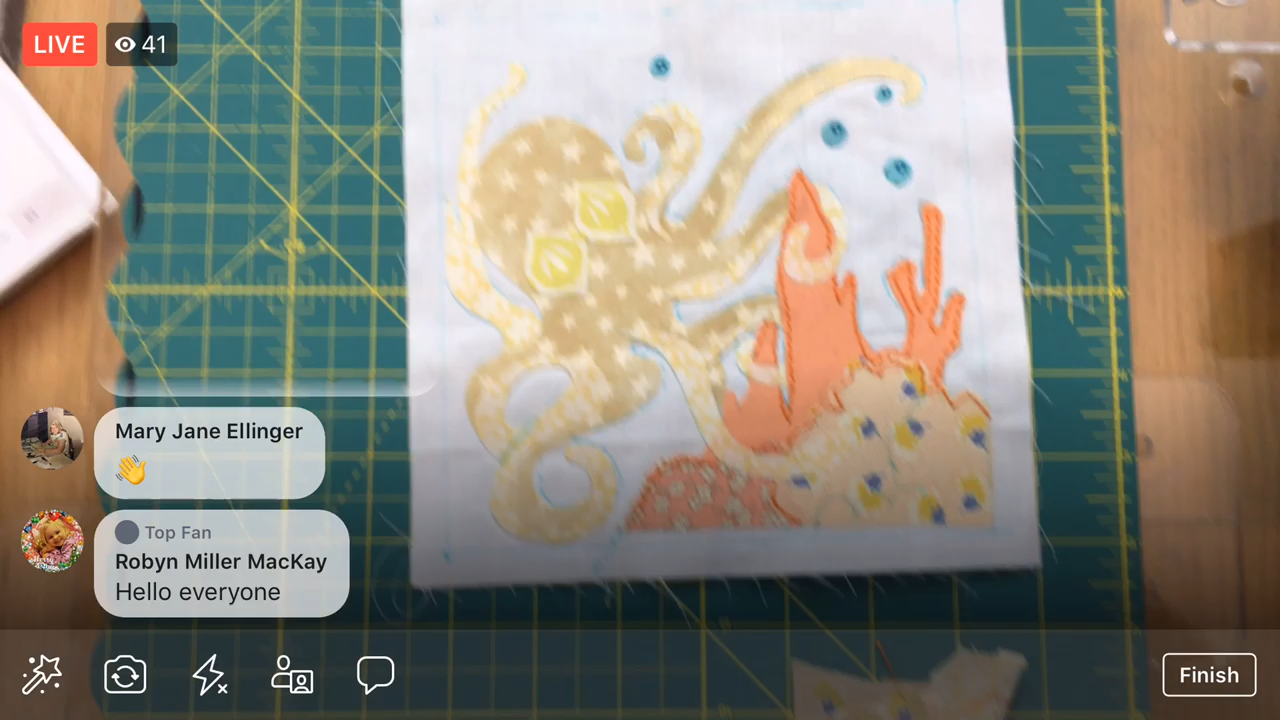 LIVE
41
Mary Jane Ellinger
👋
Top Fan
Robyn Miller MacKay
Hello everyone
Finish